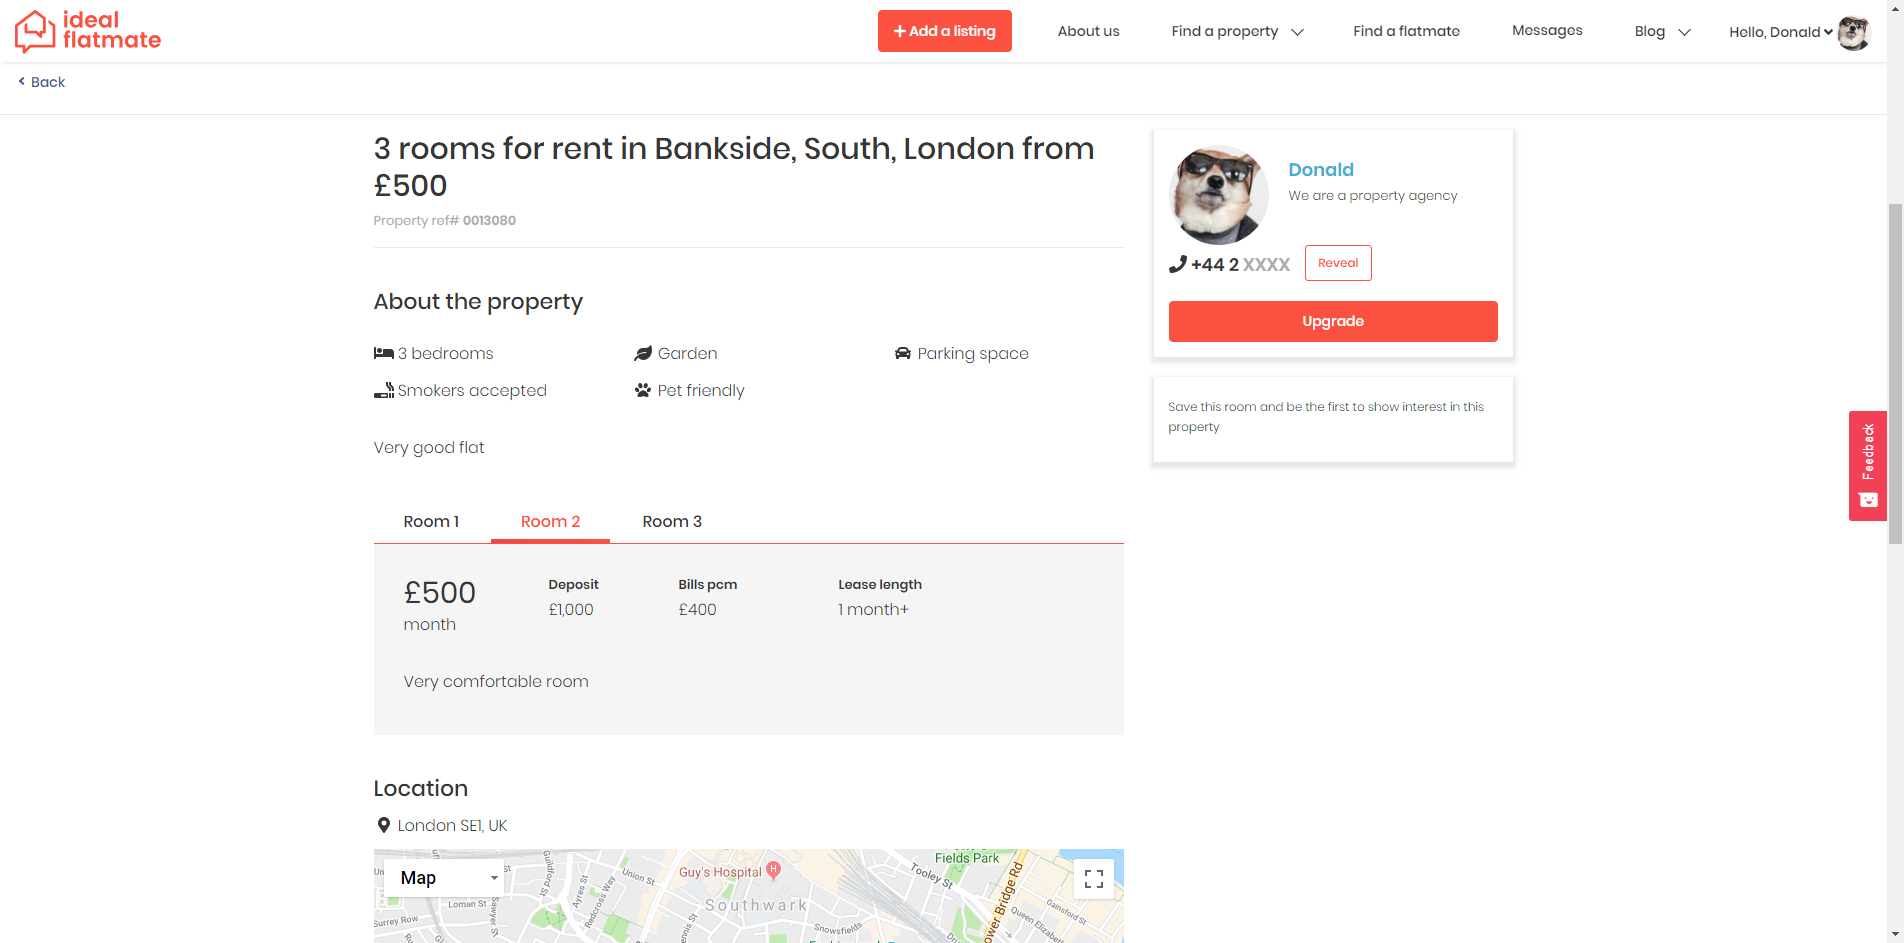 ideal
flatmate
Add a listing
About us
Find a property
Find a flatmate
Messages
Blog
Hello, Donald
Back
3 rooms for rent in Bankside, South, London from
£500
Property ref# 0013080
About the property
3 bedrooms
Garden
Parking space
Smokers accepted
Pet friendly
Very good flat
Room 1
Room 2
Room 3
£500
month
Deposit
£1,000
Bills pcm
£400
Lease length
1 month+
Very comfortable room
Location
London SE1, UK
Map
Guy's Hospital
H
Southwark
Union St
Loman St
Surrey Row
Ayres St
Redcross Way
Snowsfields
Tooley St
Fields Park
Gainsford St
Queen Elizabeth
ower Bridge Rd
Donald
We are a property agency
+44 2 XXXX
Reveal
Upgrade
Save this room and be the first to show interest in this
property
Feedback